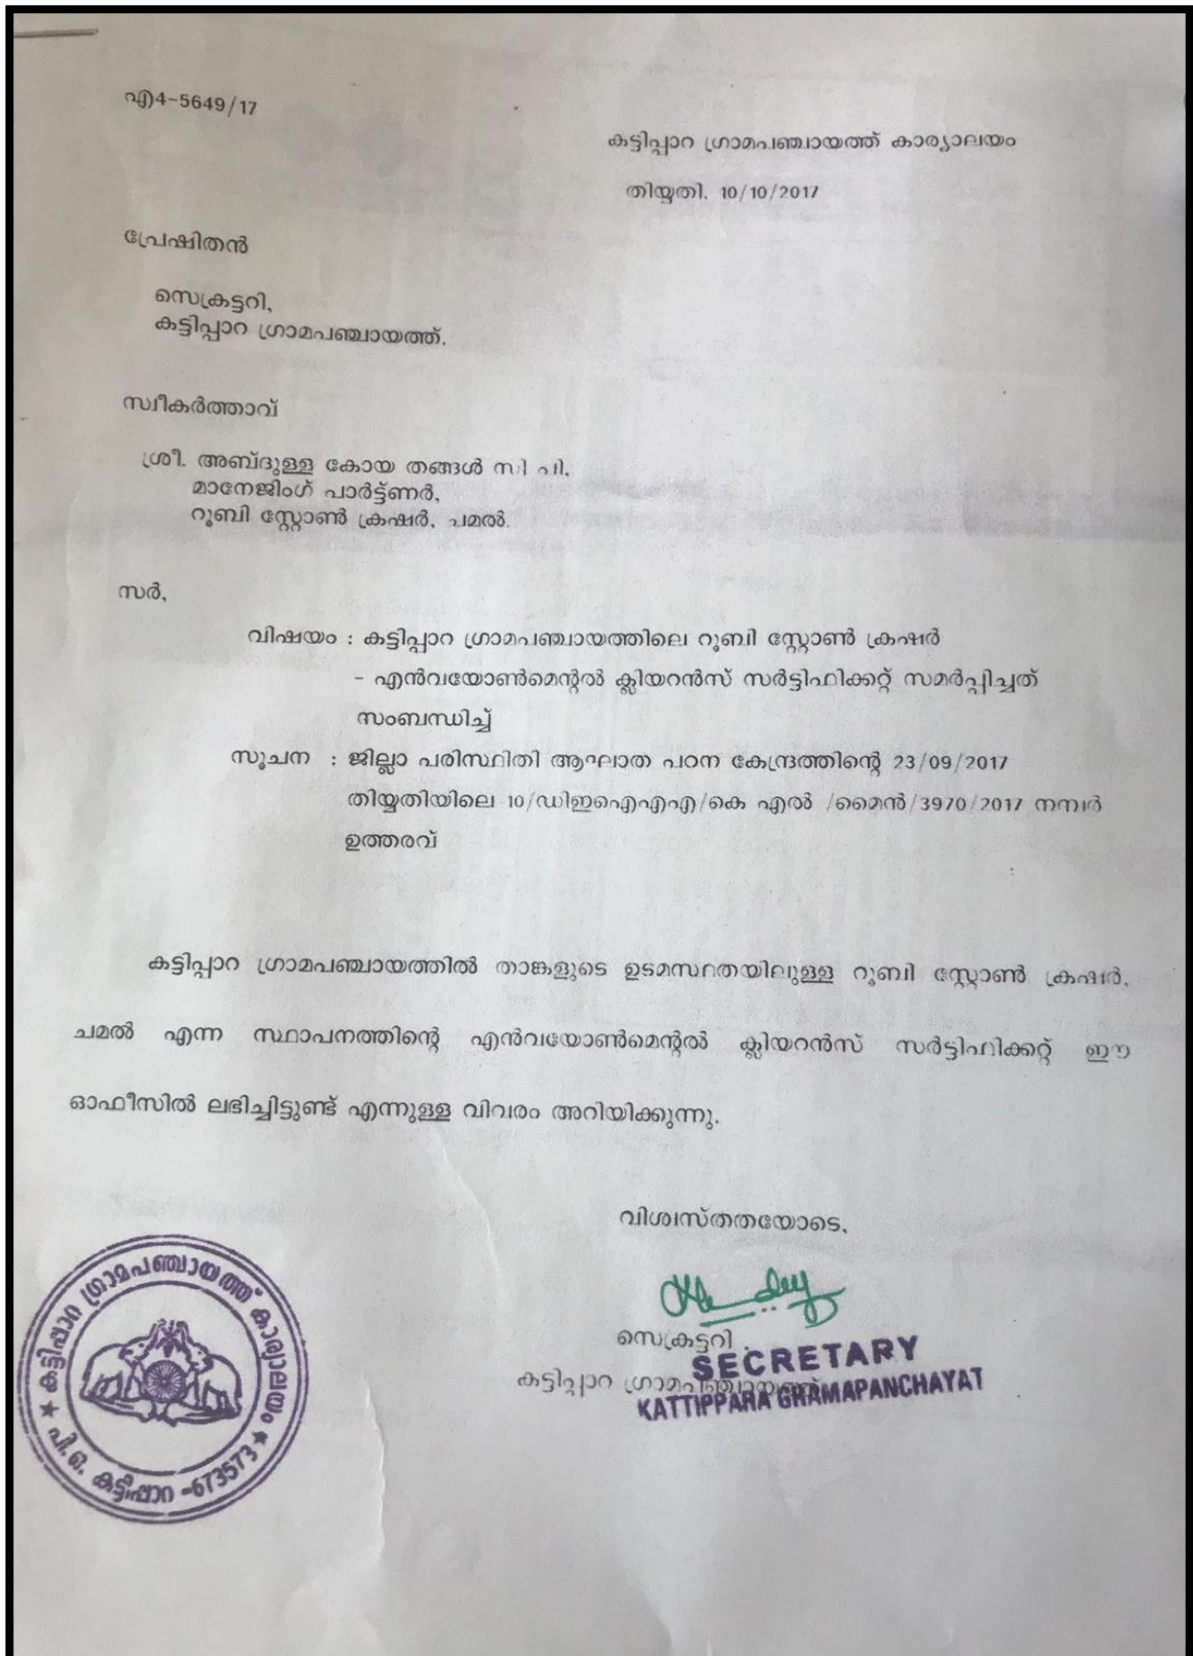 എ4-5649/17
കട്ടിപ്പാറ ഗ്രാമപഞ്ചായത്ത് കാര്യാലയം
തിയ്യതി. 10/10/2017
പ്രേഷിതൻ
സെക്രട്ടറി,
കട്ടിപ്പാറ ഗ്രാമപഞ്ചായത്ത്.
സ്വീകർത്താവ്
ശ്രീ. അബ്ദുള്ള കോയ തങ്ങൾ സി പി.
മാനേജിംഗ് പാർട്ട്ണർ,
റൂബി സ്റ്റോൺ ക്രഷർ, ചമൽ.
സർ,
വിഷയം : കട്ടിപ്പാറ ഗ്രാമപഞ്ചായത്തിലെ റൂബി സ്റ്റോൺ ക്രഷർ
- എൻവയോൺമെന്റൽ ക്ലിയറൻസ് സർട്ടിഫിക്കറ്റ് സമർപ്പിച്ചത്
സംബന്ധിച്ച്
സൂചന : ജില്ലാ പരിസ്ഥിതി ആഘാത പഠന കേന്ദ്രത്തിന്റെ 23/09/2017
തിയ്യതിയിലെ 10/ഡിഇഐഎഎ/കെ എൽ /മൈൻ/3970/2017 നമ്പർ
ഉത്തരവ്
കട്ടിപ്പാറ ഗ്രാമപഞ്ചായത്തിൽ താങ്കളുടെ ഉടമസ്ഥതയിലുള്ള റൂബി സ്റ്റോൺ ക്രഷർ,
ചമൽ എന്ന സ്ഥാപനത്തിന്റെ എൻവയോൺമെന്റൽ ക്ലിയറൻസ് സർട്ടിഫിക്കറ്റ് ഈ
ഓഫീസിൽ ലഭിച്ചിട്ടുണ്ട് എന്നുള്ള വിവരം അറിയിക്കുന്നു.
വിശ്വസ്തതയോടെ,
സെക്രട്ടറി
SECRETARY
കട്ടിപ്പാറ ഗ്രാമപഞ്ചായത്ത്
KATTIPPARA GRAMAPANCHAYAT
കട്ടിപ്പാറ ഗ്രാമപഞ്ചായത്ത് കാര്യാലയം
പി.ഒ. കട്ടിപ്പാറ -673573